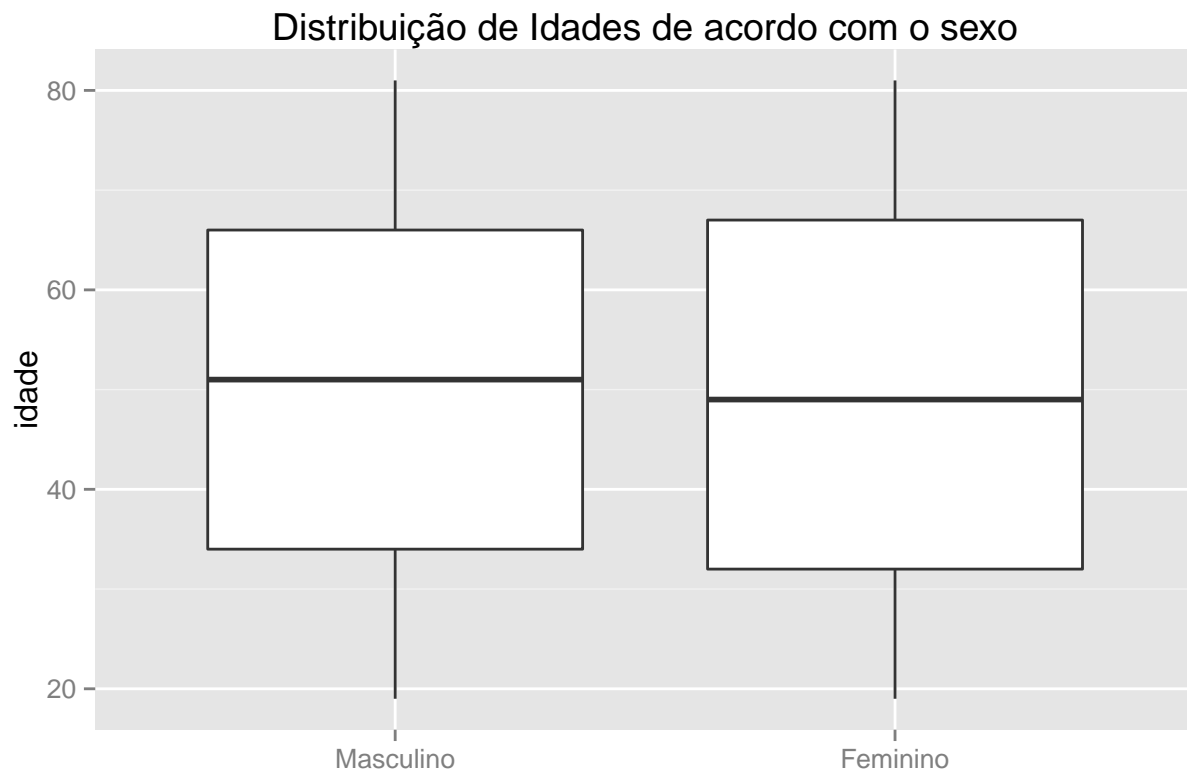 Distribuição de Idades de acordo com o sexo
80
60
40
20
idade
Masculino
Feminino